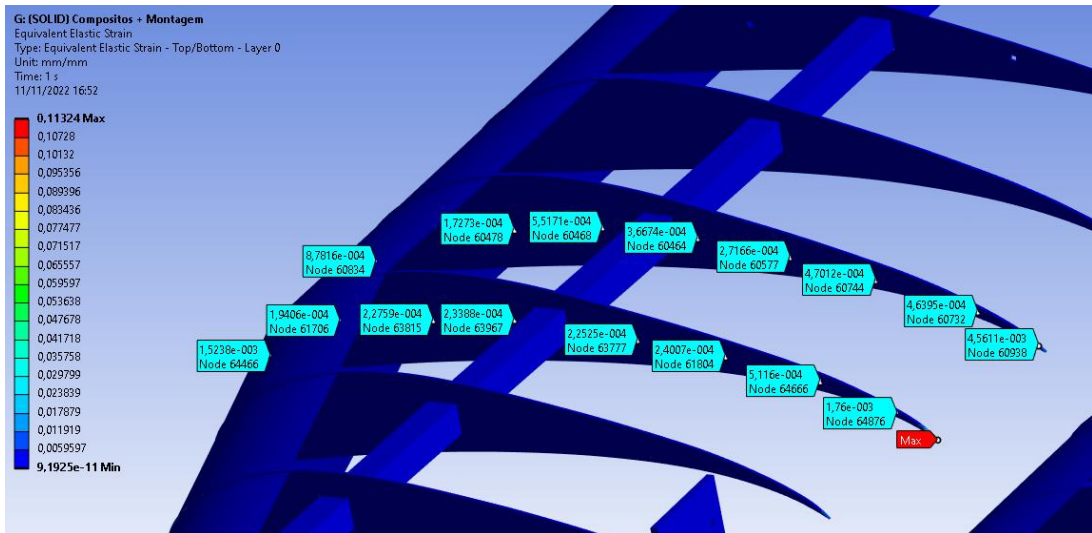 G: (SOLID) Compositos + Montagem
Equivalent Elastic Strain
Type: Equivalent Elastic Strain - Top/Bottom - Layer 0
Unit: mm/mm
Time: 1 s
11/11/2022 16:52
0,11324 Max
0,10728
0,10132
0,095356
0,089396
0,083436
0,077477
0,071517
0,065557
0,059597
0,053638
0,047678
0,041718
0,035758
0,029799
0,023839
0,017879
0,011919
0,0059597
9,1925e-11 Min
8,7816e-004
Node 60834
1,7273e-004
Node 60478
5,5171e-004
Node 60468
3,6674e-004
Node 60464
2,7166e-004
Node 60577
4,7012e-004
Node 60744
4,6395e-004
Node 60732
4,5611e-003
Node 60938
1,5238e-003
Node 64466
1,9406e-004
Node 61706
2,2759e-004
Node 63815
2,3388e-004
Node 63967
2,2525e-004
Node 63777
2,4007e-004
Node 61804
5,116e-004
Node 64666
1,76e-003
Node 64876
Max